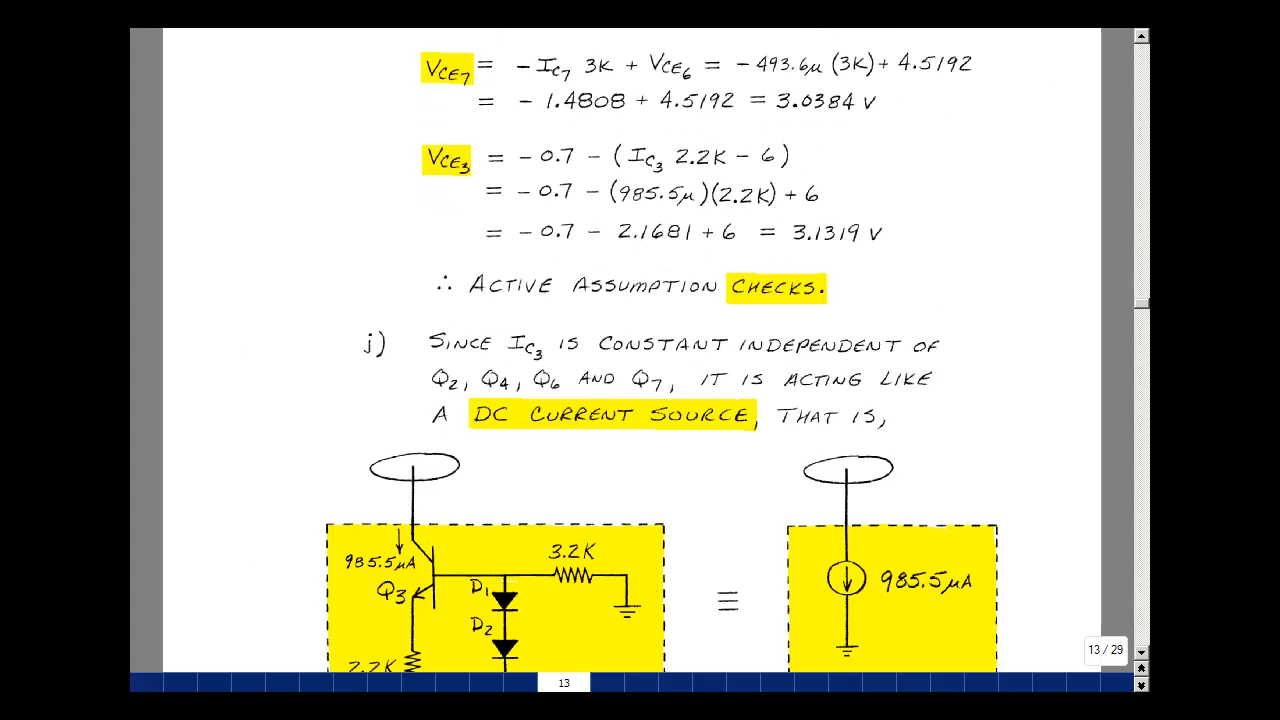 VCE7 = - IC7 3K + VCE6 = - 493.6μ (3K) + 4.5192
= - 1.4808 + 4.5192 = 3.0384 V
VCE3 = - 0.7 - (IC3 2.2K - 6)
= - 0.7 - (985.5μ)(2.2K) + 6
= - 0.7 - 2.1681 + 6 = 3.1319 V
∴ ACTIVE ASSUMPTION CHECKS.
j) SINCE IC3 IS CONSTANT INDEPENDENT OF
Q2, Q4, Q6 AND Q7, IT IS ACTING LIKE
A DC CURRENT SOURCE, THAT IS,
985.5μA
Q3
2.2K
D1
D2
3.2K
≡
985.5μA
13 / 29
13